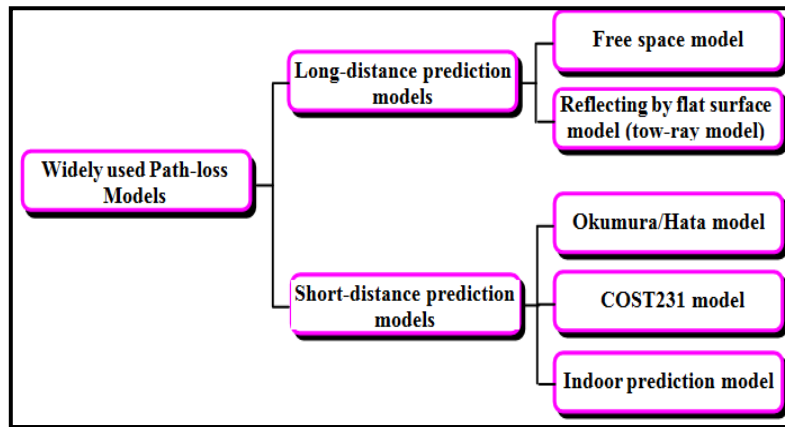 Widely used Path-loss
Models
Long-distance prediction
models
Free space model
Reflecting by flat surface
model (tow-ray model)
Short-distance prediction
models
Okumura/Hata model
COST231 model
Indoor prediction model